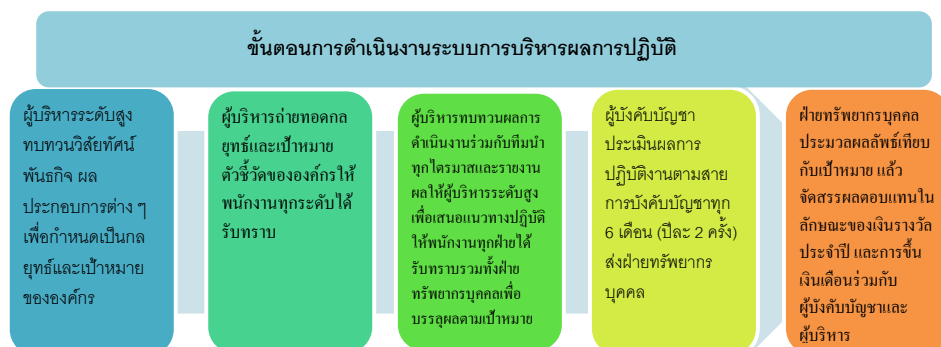 ขั้นตอนการดำเนินงานระบบการบริหารผลการปฏิบัติ
ผู้บริหารระดับสูง
ทบทวนวิสัยทัศน์
พันธกิจ ผล
ประกอบการต่าง ๆ
เพื่อกำหนดเป็นกล
ยุทธ์และเป้าหมาย
ขององค์กร
ผู้บริหารถ่ายทอดกล
ยุทธ์และเป้าหมาย
ตัวชี้วัดขององค์กรให้
พนักงานทุกระดับได้
รับทราบ
ผู้บริหารทบทวนผลการ
ดำเนินงานร่วมกับทีมนำ
ทุกไตรมาสและรายงาน
ผลให้ผู้บริหารระดับสูง
เพื่อเสนอแนวทางปฏิบัติ
ให้พนักงานทุกฝ่ายได้
รับทราบรวมทั้งฝ่าย
ทรัพยากรบุคคลเพื่อ
บรรลุผลตามเป้าหมาย
ผู้บังคับบัญชา
ประเมินผลการ
ปฏิบัติงานตามสาย
การบังคับบัญชาทุก
6 เดือน (ปีละ 2 ครั้ง)
ส่งฝ่ายทรัพยากร
บุคคล
ฝ่ายทรัพยากรบุคคล
ประมวลผลลัพธ์เทียบ
กับเป้าหมาย แล้ว
จัดสรรผลตอบแทนใน
ลักษณะของเงินรางวัล
ประจำปี และการขึ้น
เงินเดือนร่วมกับ
ผู้บังคับบัญชาและ
ผู้บริหาร